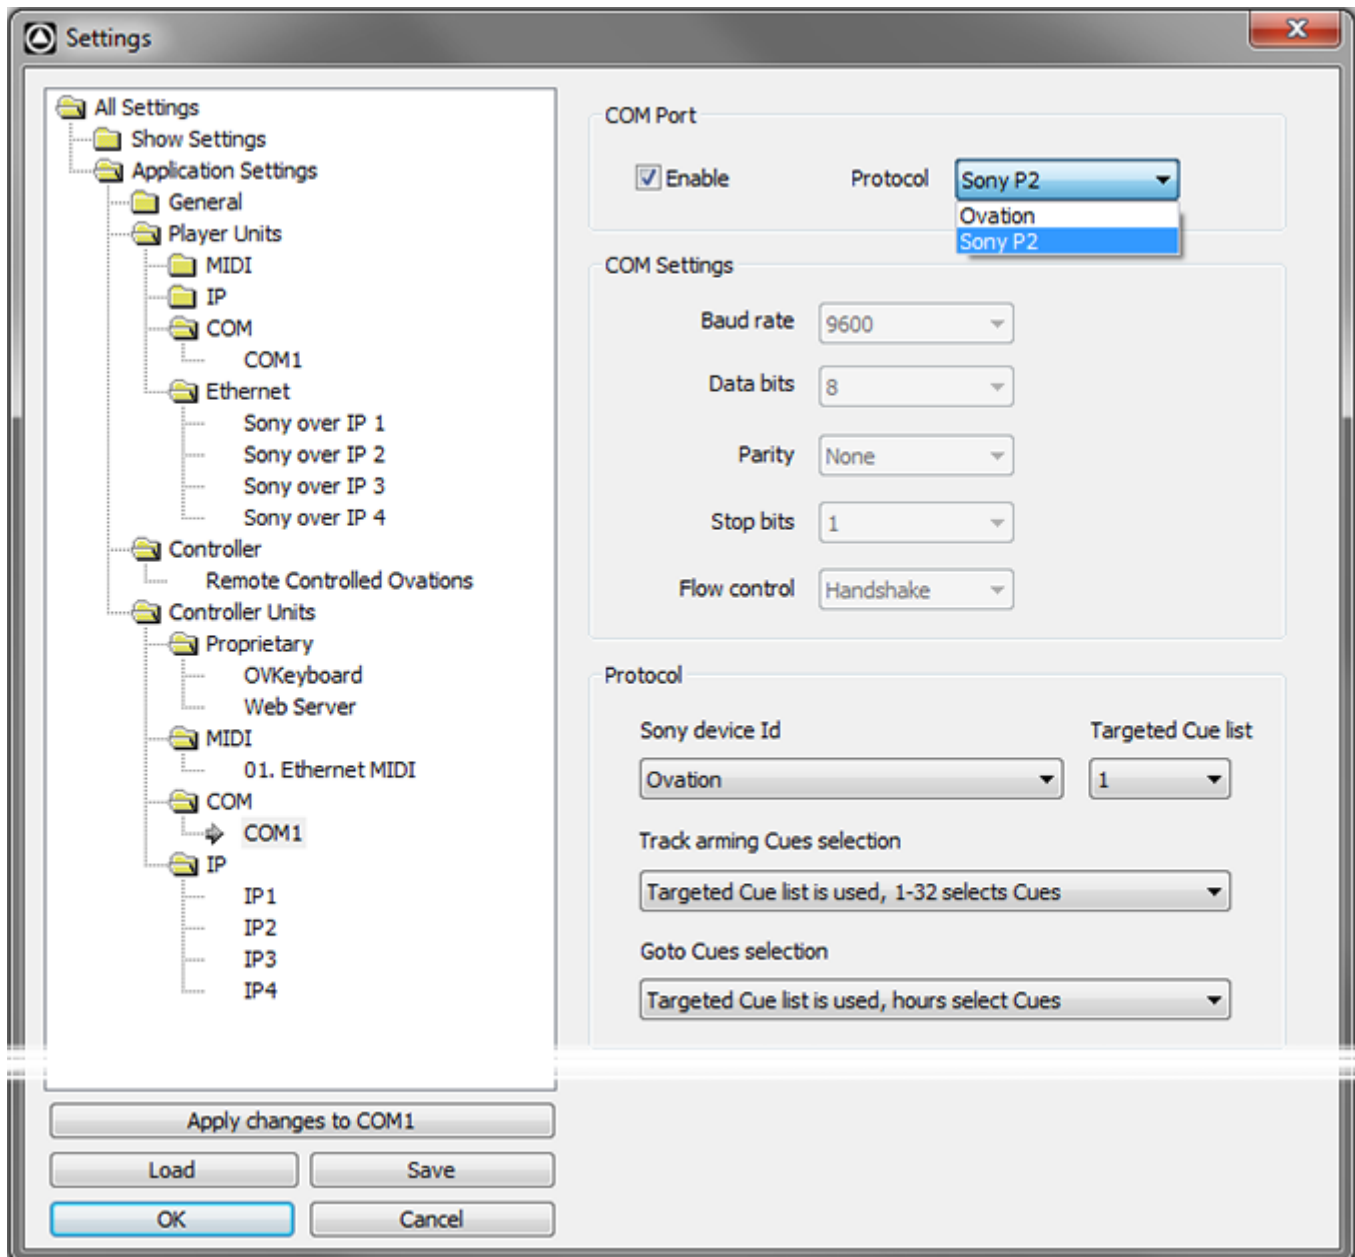 Settings
All Settings
Show Settings
Application Settings
General
Player Units
MIDI
IP
COM
COM1
Ethernet
Sony over IP 1
Sony over IP 2
Sony over IP 3
Sony over IP 4
Controller
Remote Controlled Ovations
Controller Units
Proprietary
OVKeyboard
Web Server
MIDI
01. Ethernet MIDI
COM
COM1
IP
IP1
IP2
IP3
IP4
Apply changes to COM1
Load Save
OK Cancel
COM Port
Enable Protocol Sony P2
Ovation
Sony P2
COM Settings
Baud rate 9600
Data bits 8
Parity None
Stop bits 1
Flow control Handshake
Protocol
Sony device Id Targeted Cue list
Ovation 1
Track arming Cues selection
Targeted Cue list is used, 1-32 selects Cues
Goto Cues selection
Targeted Cue list is used, hours select Cues